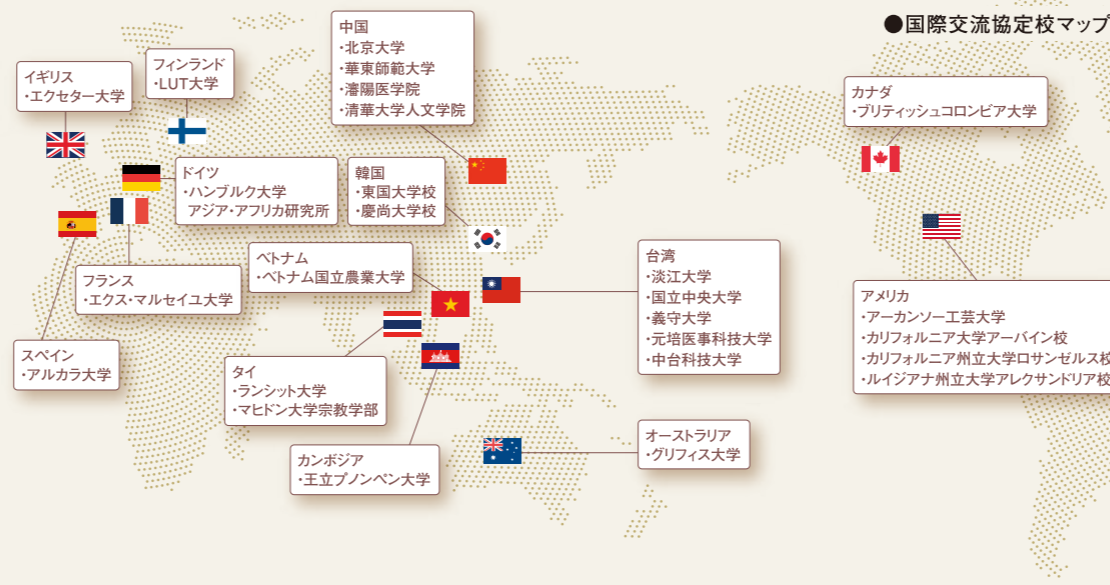 ●国際交流協定校マップ
中国
・北京大学
・華東師範大学
・瀋陽医学院
・清華大学人文学院
フィンランド
・LUT大学
イギリス
・エクセター大学
カナダ
・ブリティッシュコロンビア大学
ドイツ
・ハンブルク大学
アジア・アフリカ研究所
韓国
・東国大学校
・慶尚大学校
ベトナム
・ベトナム国立農業大学
台湾
・淡江大学
・国立中央大学
・義守大学
・元培医事科技大学
・中台科技大学
フランス
・エクス・マルセイユ大学
アメリカ
・アーカンソー工芸大学
・カリフォルニア大学アーバイン校
・カリフォルニア州立大学ロサンゼルス校
・ルイジアナ州立大学アレクサンドリア校
スペイン
・アルカラ大学
タイ
・ランシット大学
・マヒドン大学宗教学部
オーストラリア
・グリフィス大学
カンボジア
・王立プノンペン大学